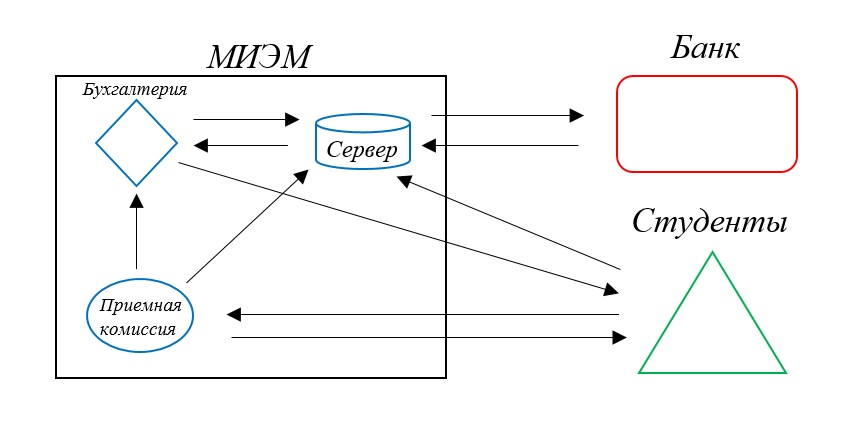 МИЭМ
Банк
Бухгалтерия
Сервер
Студенты
Приемная
комиссия